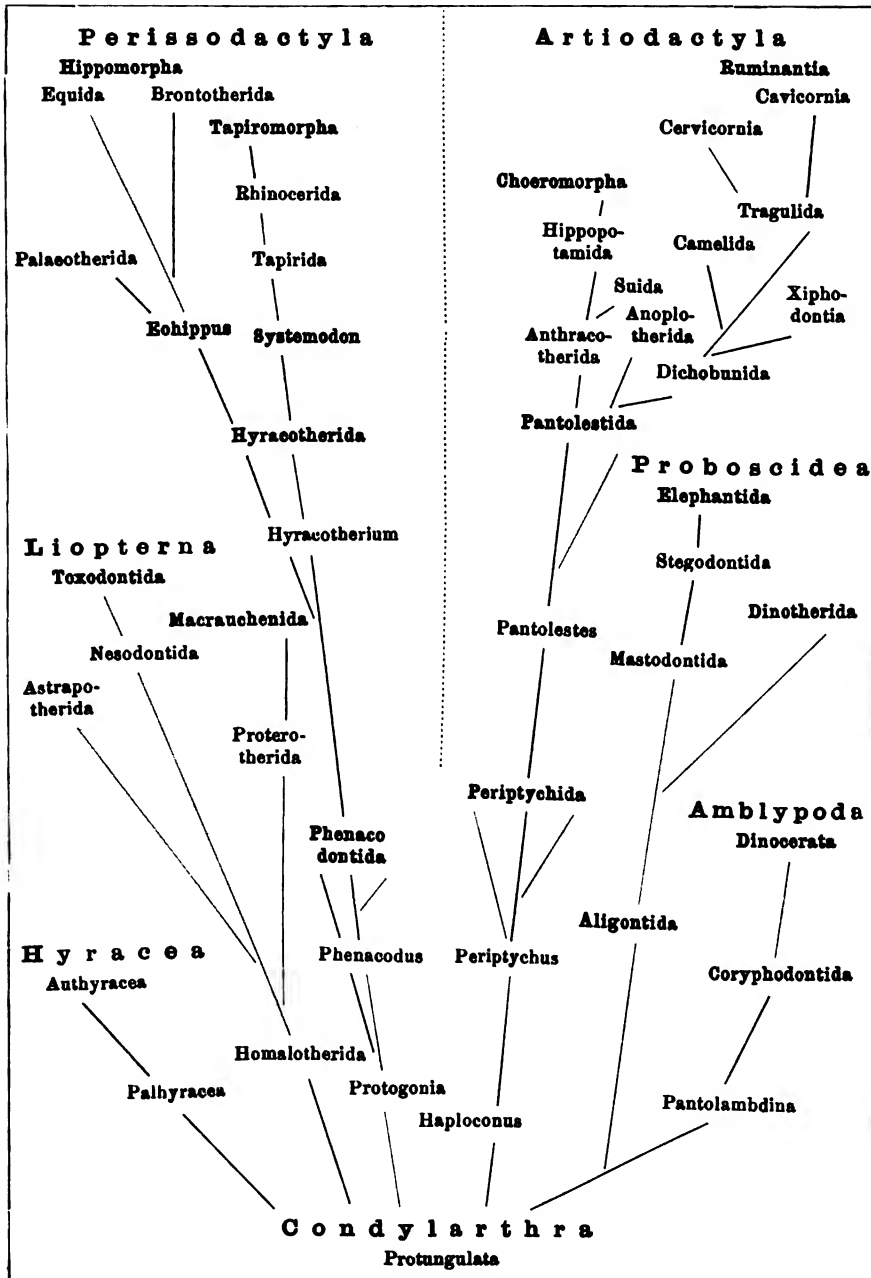 Perissodactyla
Hippomorpha
Equida
Brontotherida
Tapiromorpha
Rhinocerida
Palaeotherida
Tapirida
Eohippus
Systemodon
Hyracotherida
Hyracotherium
Liopterna
Toxodontida
Macrauchenida
Nesodontida
Astrapo-
therida
Protero-
therida
Phenaco
dontida
Hyracea
Phenacodus
Anthyracea
Homalotherida
Palhyracea
Protogonia
Artiodactyla
Ruminantia
Cavicornia
Cervicornia
Choeromorpha
Tragulida
Hippopo-
tamida
Camelida
Suida
Xipho-
dontia
Anoplo-
therida
Anthraco-
therida
Dichobunida
Pantolestida
Proboscidea
Elephantida
Stegodontida
Dinotherida
Pantolestes
Mastodontida
Periptychida
Amblypoda
Dinocerata
Aligontida
Periptychus
Coryphodontida
Pantolambdina
Haploconus
Condylarthra
Protungulata